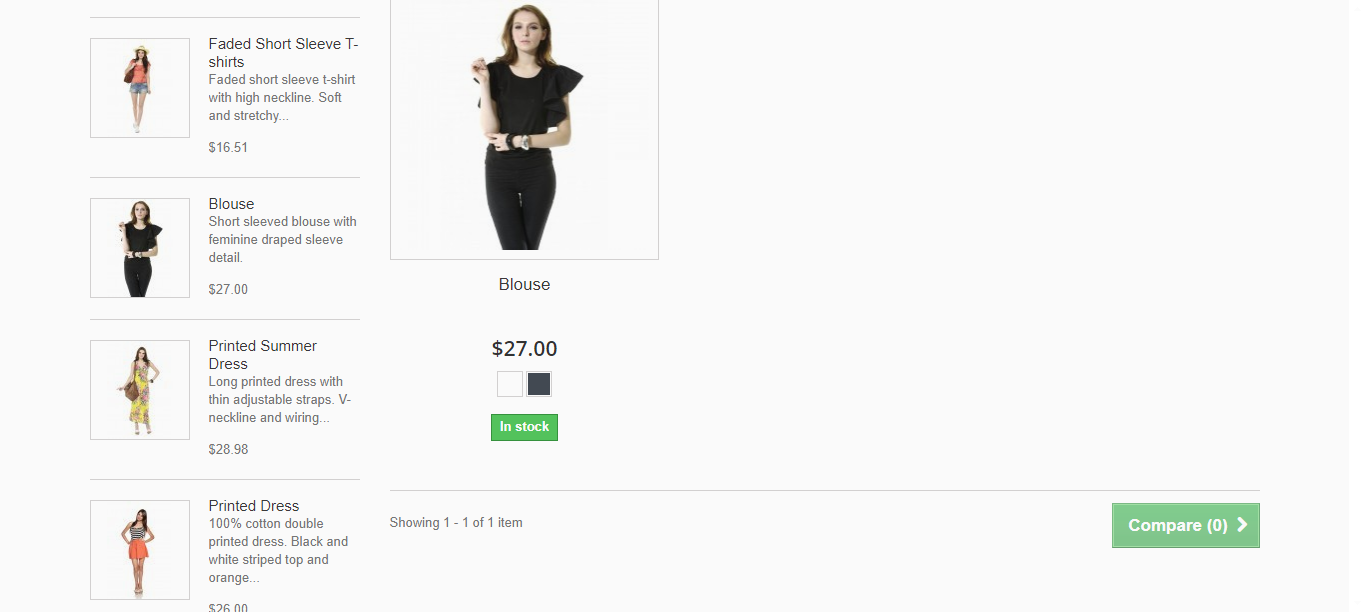 Faded Short Sleeve T-
shirts
Faded short sleeve t-shirt
with high neckline. Soft
and stretchy...
$16.51
Blouse
Short sleeved blouse with
feminine draped sleeve
detail.
$27.00
Printed Summer
Dress
Long printed dress with
thin adjustable straps. V-
neckline and wiring...
$28.98
Printed Dress
100% cotton double
printed dress. Black and
white striped top and
orange...
$26.00
Blouse
$27.00
In stock
Showing 1 - 1 of 1 item
Compare (0)